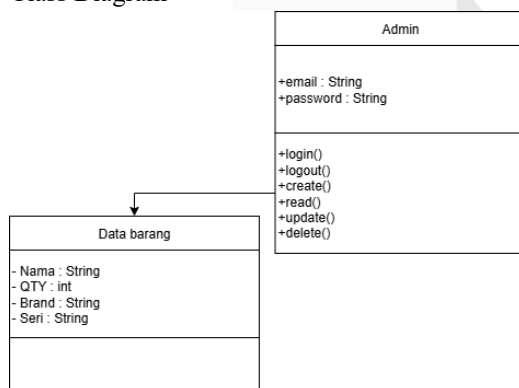 Class Diagram
Admin
+email : String
+password : String
+login()
+logout()
+create()
+read()
+update()
+delete()
Data barang
- Nama : String
- QTY : int
- Brand : String
- Seri : String